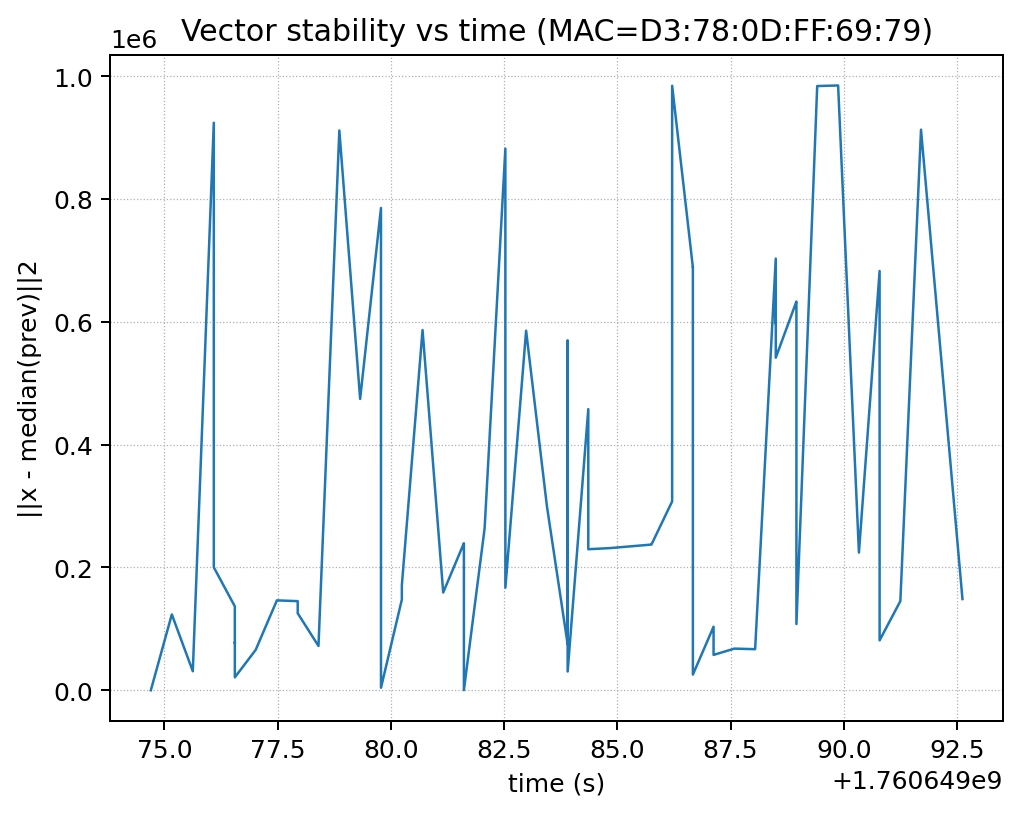 Vector stability vs time (MAC=D3:78:0D:FF:69:79)
1e6
1.0
0.8
0.6
0.4
0.2
0.0
||x - median(prev)||2
75.0 77.5 80.0 82.5 85.0 87.5 90.0 92.5
time (s)
+1.760649e9